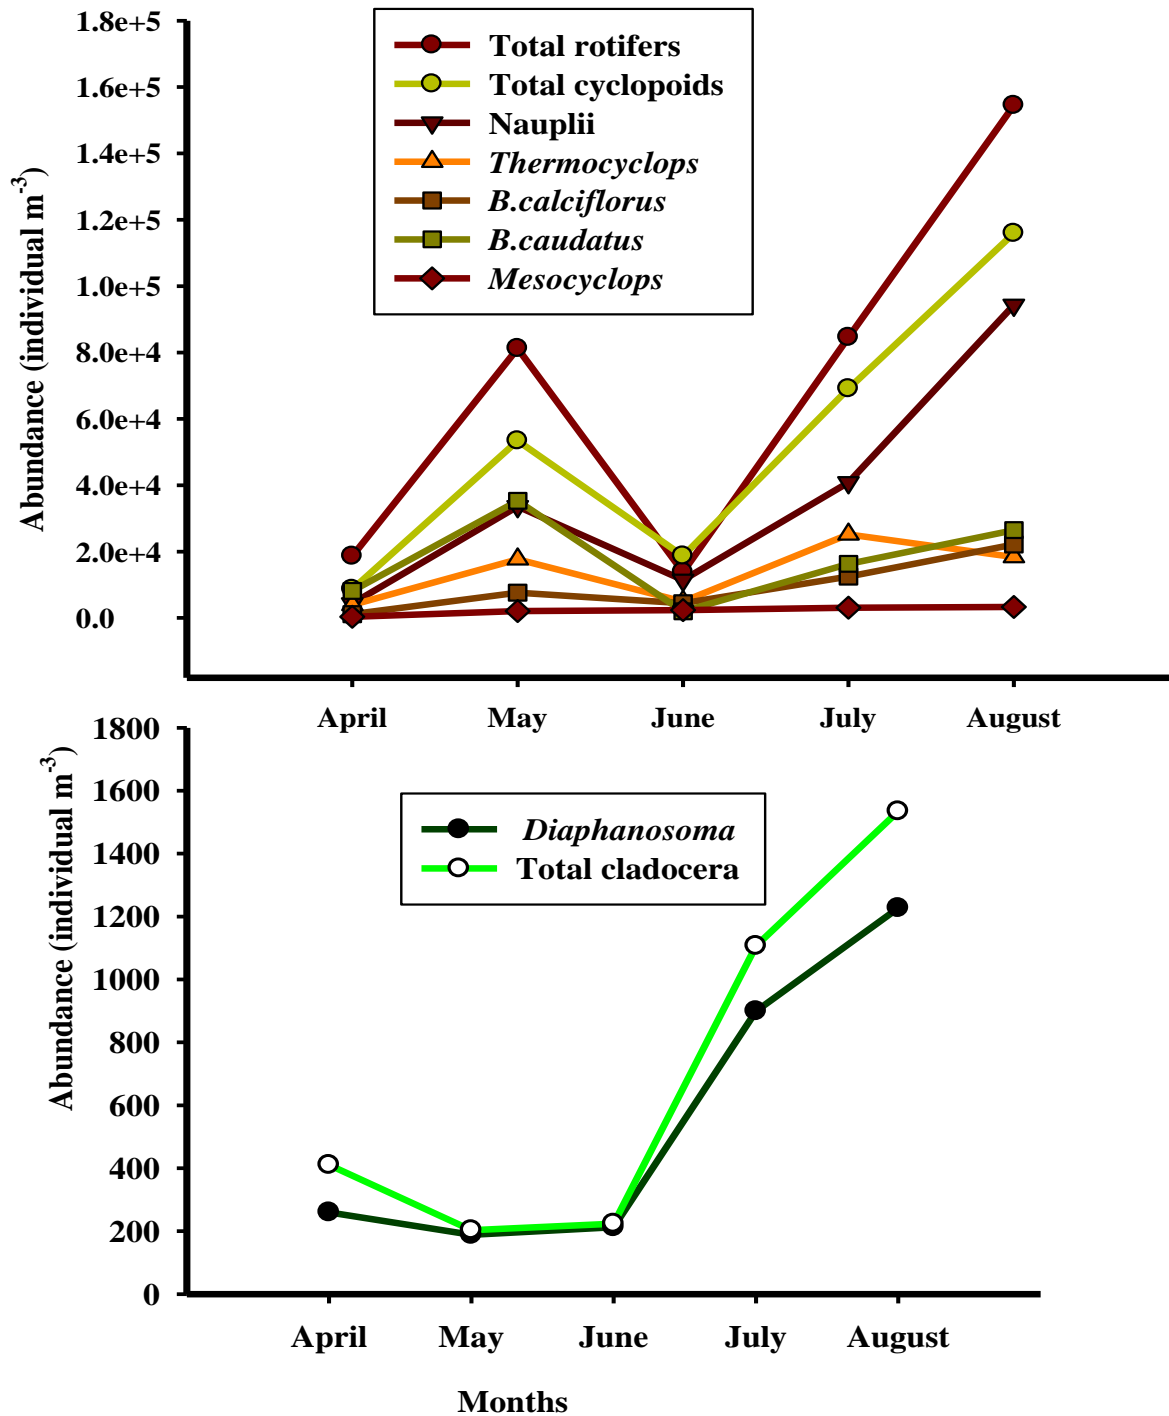 1.8e+5
1.6e+5
1.4e+5
1.2e+5
1.0e+5
8.0e+4
6.0e+4
4.0e+4
2.0e+4
0.0
Abundance (individual m⁻³)
Total rotifers
Total cyclopoids
Nauplii
Thermocyclops
B.calciflorus
B.caudatus
Mesocyclops
April May June July August
1800
1600
1400
1200
1000
800
600
400
200
0
Abundance (individual m⁻³)
Diaphanosoma
Total cladocera
April May June July August
Months